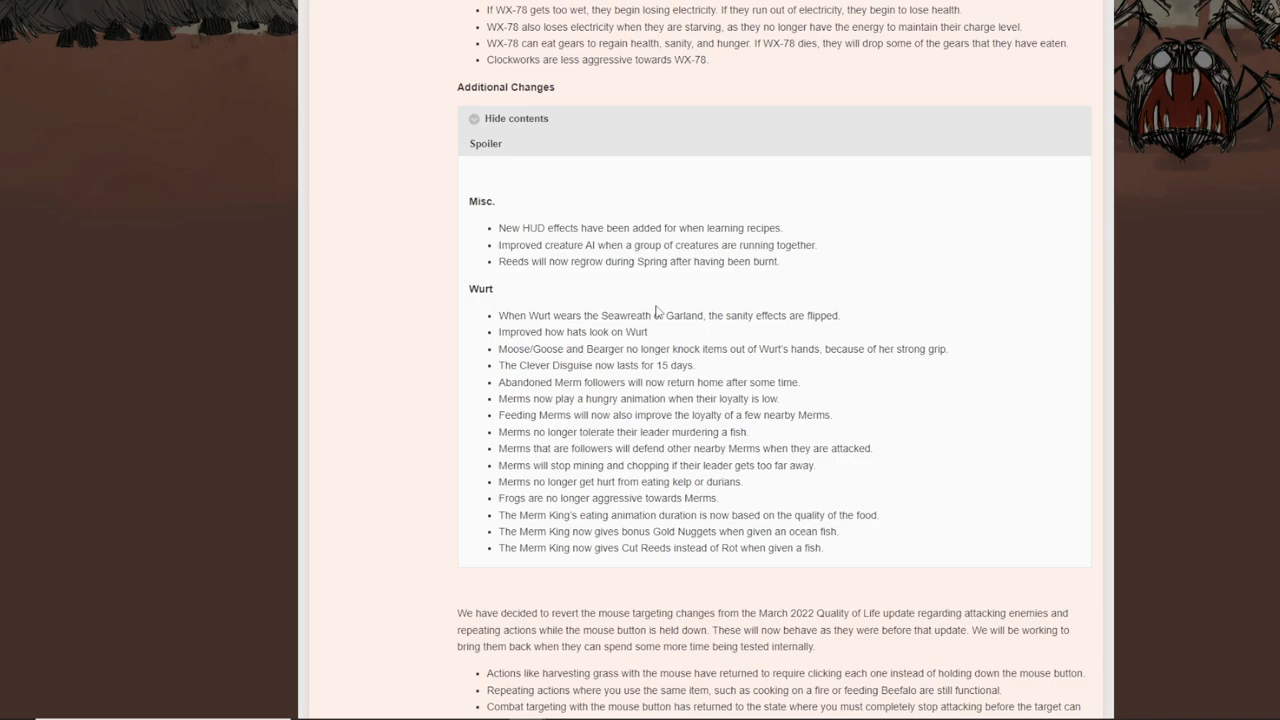 If WX-78 gets too wet, they begin losing electricity. If they run out of electricity, they begin to lose health.
WX-78 also loses electricity when they are starving, as they no longer have the energy to maintain their charge level.
WX-78 can eat gears to regain health, sanity, and hunger. If WX-78 dies, they will drop some of the gears that they have eaten.
Clockworks are less aggressive towards WX-78.
Additional Changes
Hide contents
Spoiler
Misc.
New HUD effects have been added for when learning recipes.
Improved creature AI when a group of creatures are running together.
Reeds will now regrow during Spring after having been burnt.
Wurt
When Wurt wears the Seawreath or Garland, the sanity effects are flipped.
Improved how hats look on Wurt
Moose/Goose and Bearger no longer knock items out of Wurt's hands, because of her strong grip.
The Clever Disguise now lasts for 15 days.
Abandoned Merm followers will now return home after some time.
Merms now play a hungry animation when their loyalty is low.
Feeding Merms will now also improve the loyalty of a few nearby Merms.
Merms no longer tolerate their leader murdering a fish.
Merms that are followers will defend other nearby Merms when they are attacked.
Merms will stop mining and chopping if their leader gets too far away.
Merms no longer get hurt from eating kelp or durians.
Frogs are no longer aggressive towards Merms.
The Merm King's eating animation duration is now based on the quality of the food.
The Merm King now gives bonus Gold Nuggets when given an ocean fish.
The Merm King now gives Cut Reeds instead of Rot when given a fish.
We have decided to revert the mouse targeting changes from the March 2022 Quality of Life update regarding attacking enemies and
repeating actions while the mouse button is held down. These will now behave as they were before that update. We will be working to
bring them back when they can spend some more time being tested internally.
Actions like harvesting grass with the mouse have returned to require clicking each one instead of holding down the mouse button.
Repeating actions where you use the same item, such as cooking on a fire or feeding Beefalo are still functional.
Combat targeting with the mouse button has returned to the state where you must completely stop attacking before the target can